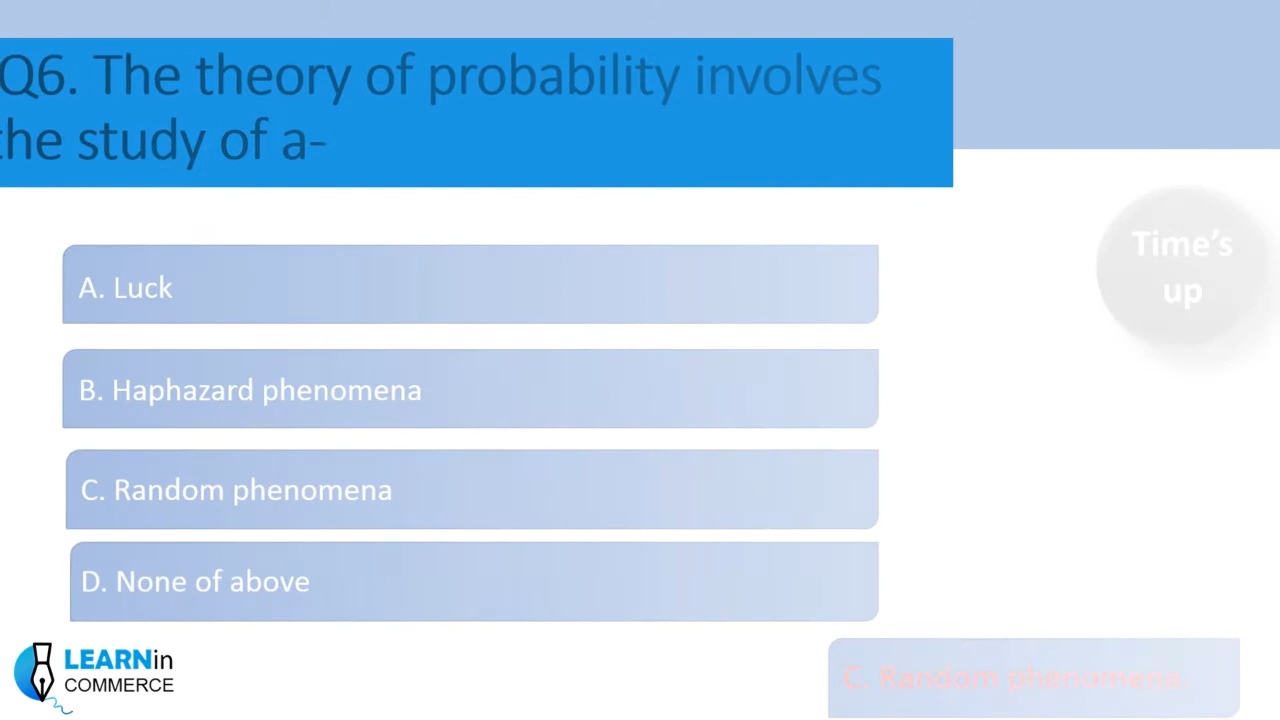 Q6. The theory of probability involves
the study of a-
Time's
up
A. Luck
B. Haphazard phenomena
C. Random phenomena
D. None of above
LEARNin
COMMERCE
C. Random phenomena.